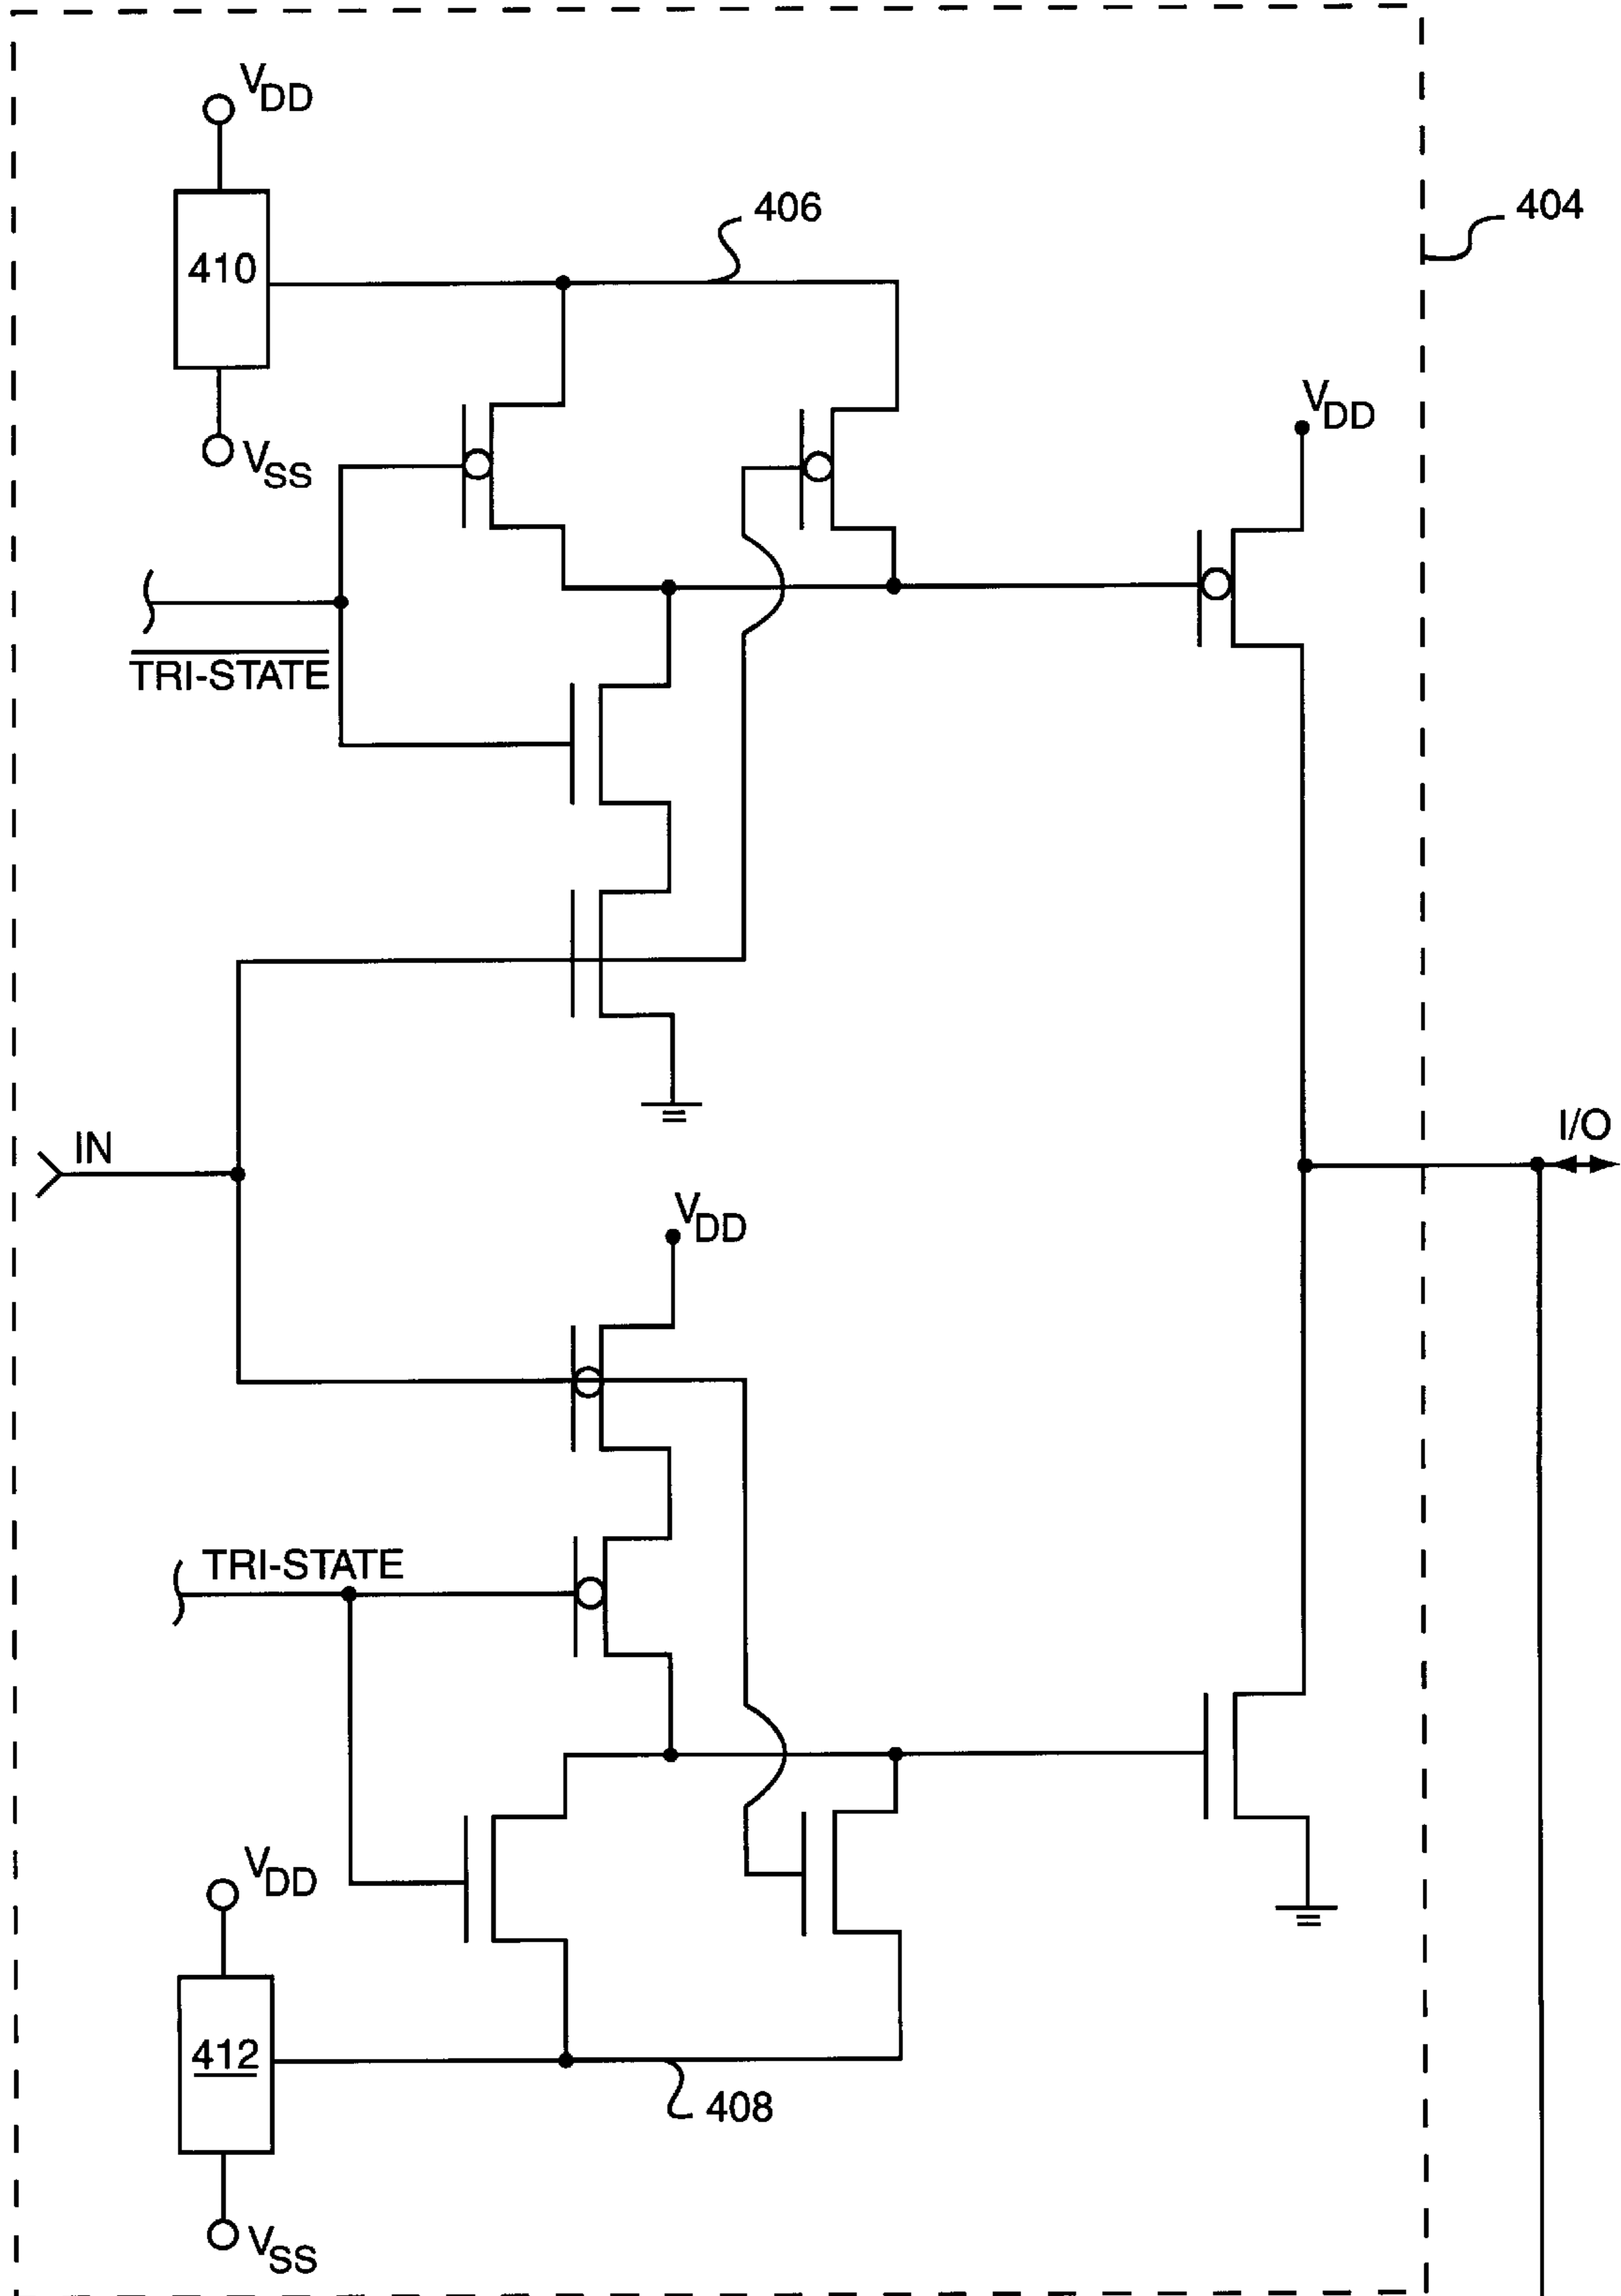 VDD
406
404
410
VDD
VSS
TRI-STATE
IN
I/O
VDD
TRI-STATE
VDD
412
408
VSS